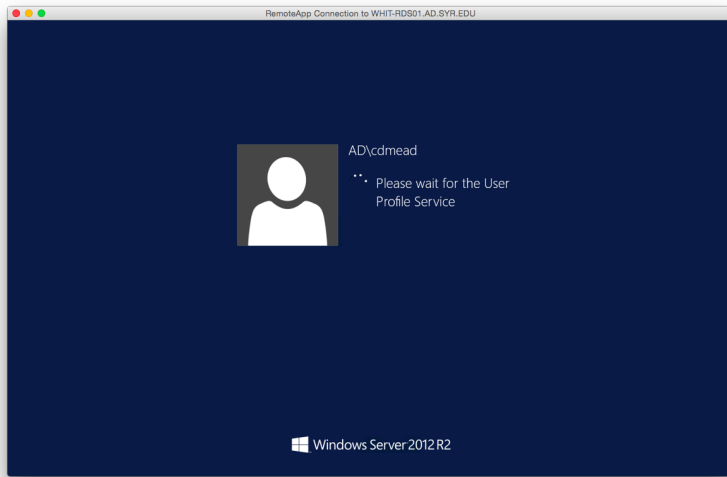 RemoteApp Connection to WHIT-RDS01.AD.SYR.EDU
AD\cdmead
Please wait for the User
Profile Service
Windows Server 2012 R2